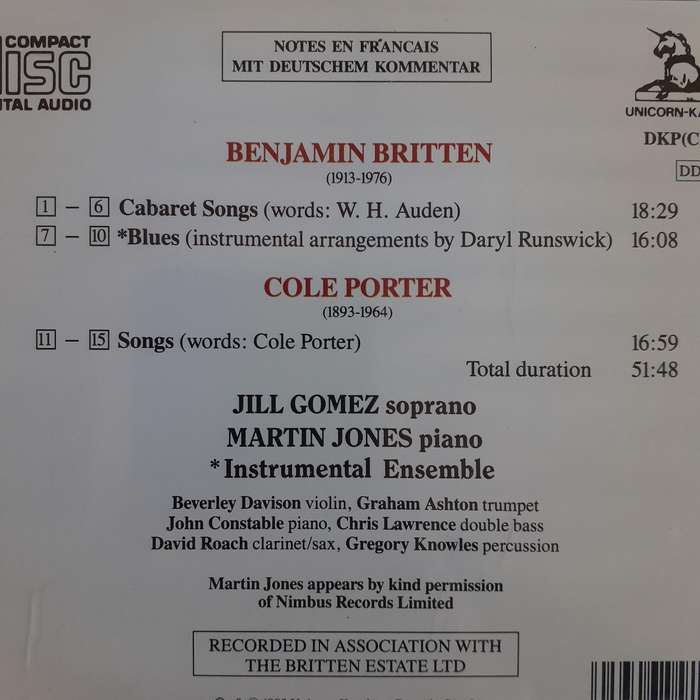 COMPACT
DISC
ITAL AUDIO
NOTES EN FRANCAIS
MIT DEUTSCHEM KOMMENTAR
UNICORN-KA
DKP(C
DD
BENJAMIN BRITTEN
(1913-1976)
1 – 6 Cabaret Songs (words: W. H. Auden) 18:29
7 – 10 *Blues (instrumental arrangements by Daryl Runswick) 16:08
COLE PORTER
(1893-1964)
11 – 15 Songs (words: Cole Porter) 16:59
Total duration 51:48
JILL GOMEZ soprano
MARTIN JONES piano
*Instrumental Ensemble
Beverley Davison violin, Graham Ashton trumpet
John Constable piano, Chris Lawrence double bass
David Roach clarinet/sax, Gregory Knowles percussion
Martin Jones appears by kind permission
of Nimbus Records Limited
RECORDED IN ASSOCIATION WITH
THE BRITTEN ESTATE LTD